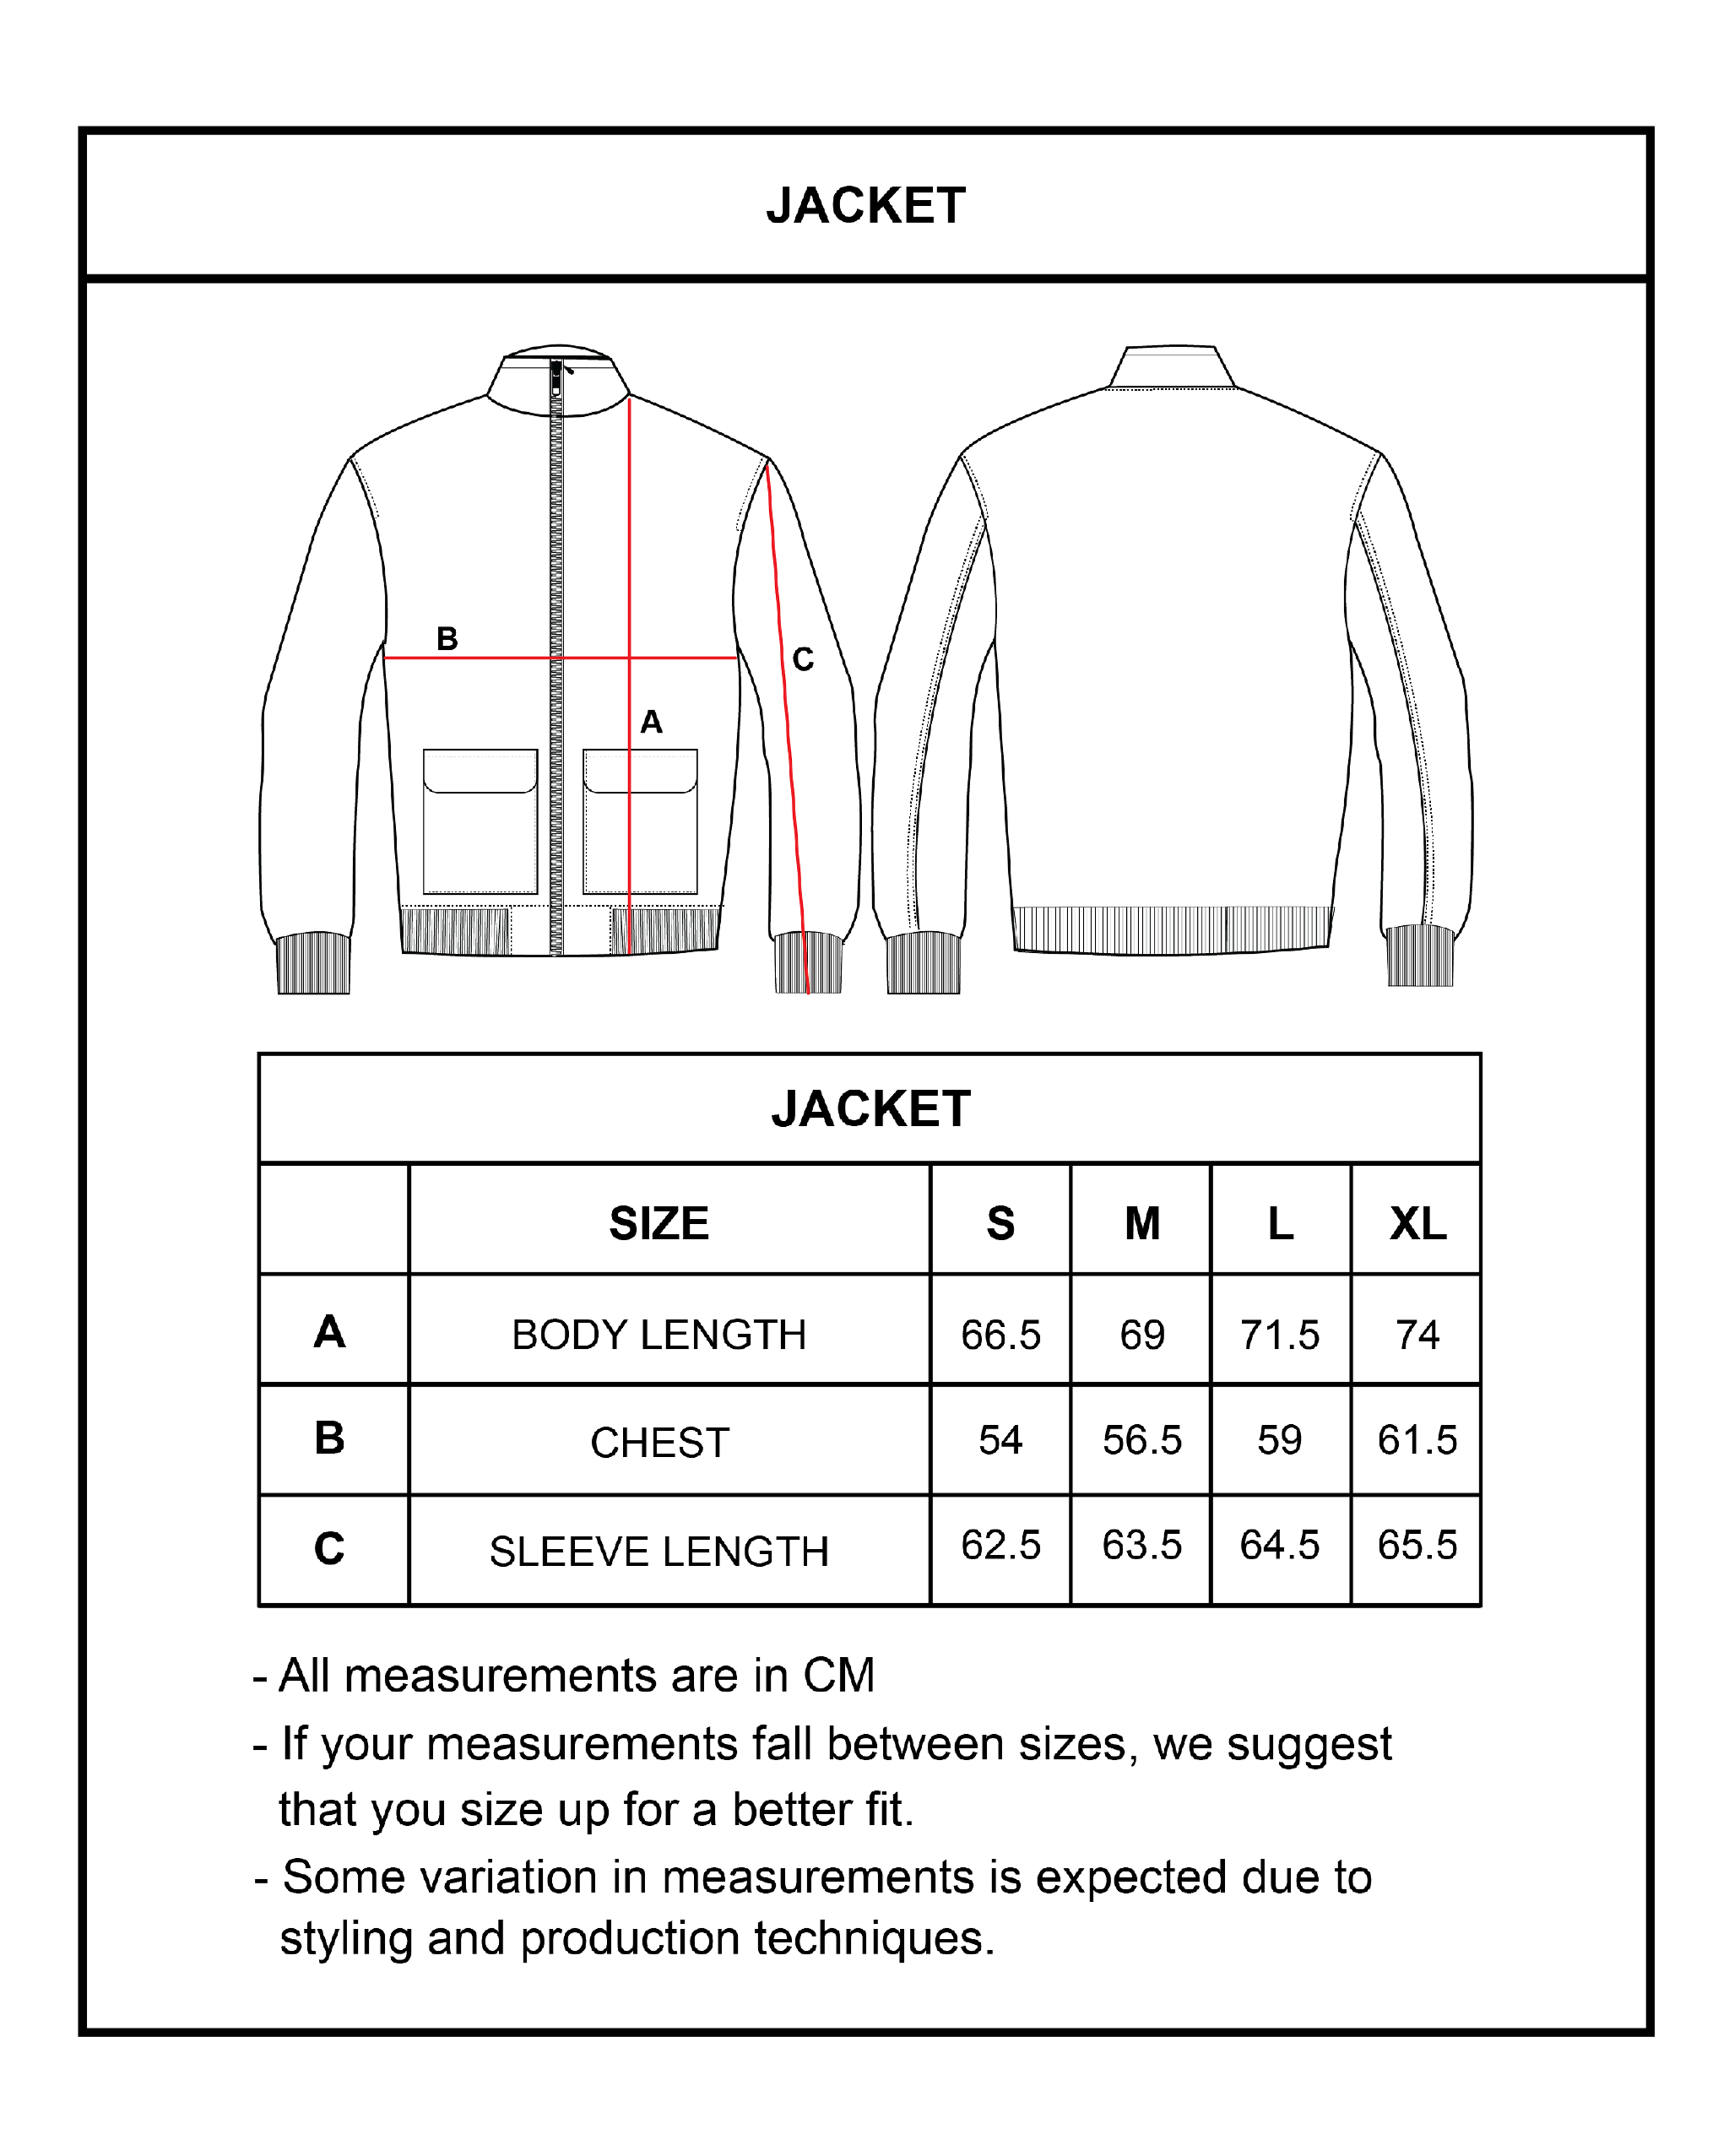 JACKET
B
C
A
JACKET
SIZE S M L XL
A BODY LENGTH 66.5 69 71.5 74
B CHEST 54 56.5 59 61.5
C SLEEVE LENGTH 62.5 63.5 64.5 65.5
- All measurements are in CM
- If your measurements fall between sizes, we suggest
that you size up for a better fit.
- Some variation in measurements is expected due to
styling and production techniques.